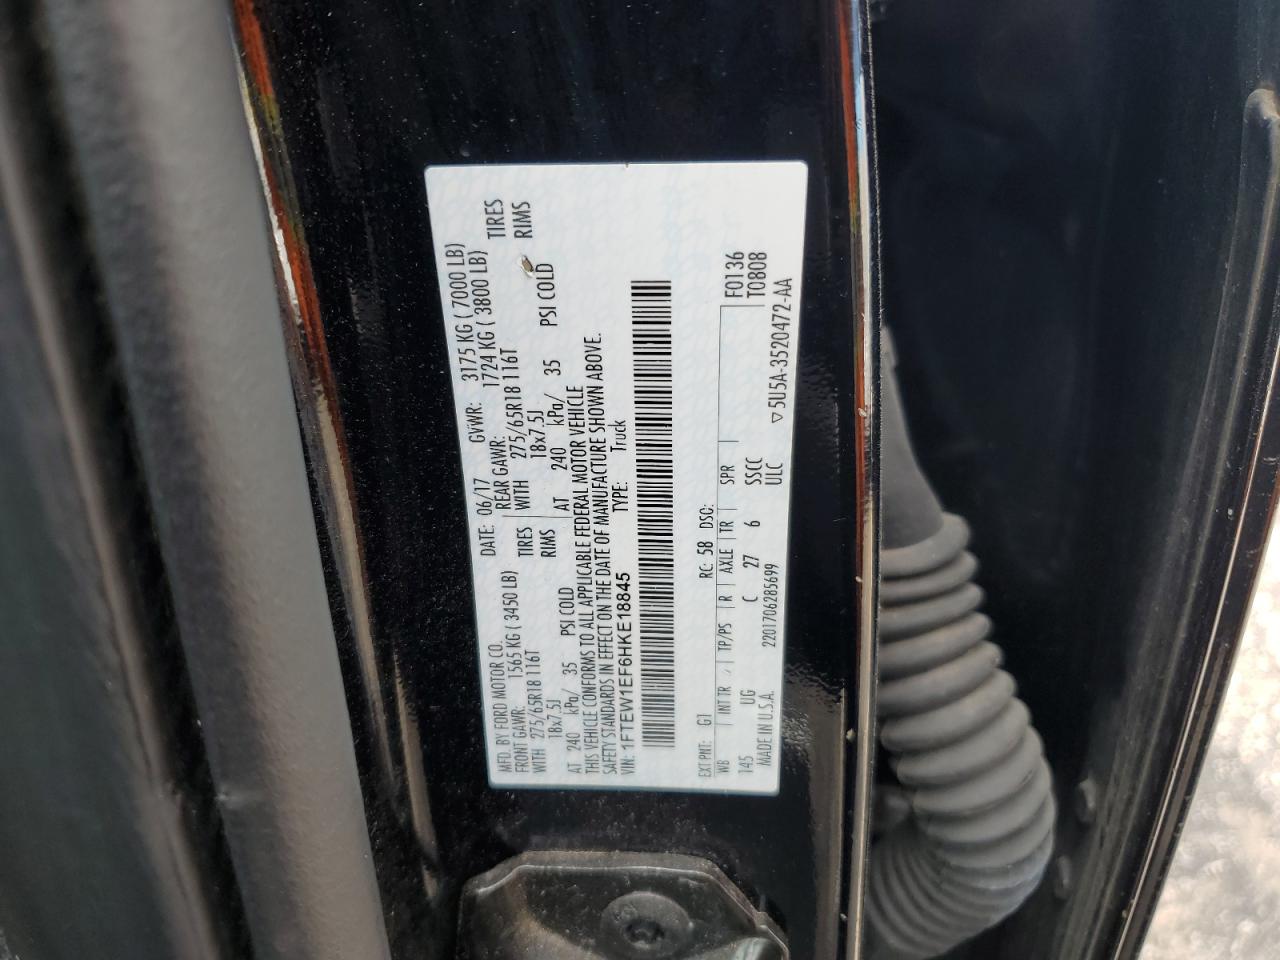 MFD. BY FORD MOTOR CO. DATE: 06/17 GVWR: 3175 KG ( 7000 LB)
FRONT GAWR: 1565 KG ( 3450 LB) REAR GAWR: 1724 KG ( 3800 LB)
WITH 275/65R18 116T TIRES WITH 275/65R18 116T TIRES
18x7.5J RIMS 18x7.5J RIMS
AT 240 kPa/ 35 PSI COLD AT 240 kPa/ 35 PSI COLD
THIS VEHICLE CONFORMS TO ALL APPLICABLE FEDERAL MOTOR VEHICLE
SAFETY STANDARDS IN EFFECT ON THE DATE OF MANUFACTURE SHOWN ABOVE.
VIN: 1FTEW1EF6HKE18845 TYPE: Truck
EXT PNT: G1 RC: 58 DSO: F0136
WB INT TR TP/PS R AXLE TR SPR T0808
145 UG C 27 6 SSCC
MADE IN U.S.A. 2201706285699 ULC ▽5U5A-3520472-AA